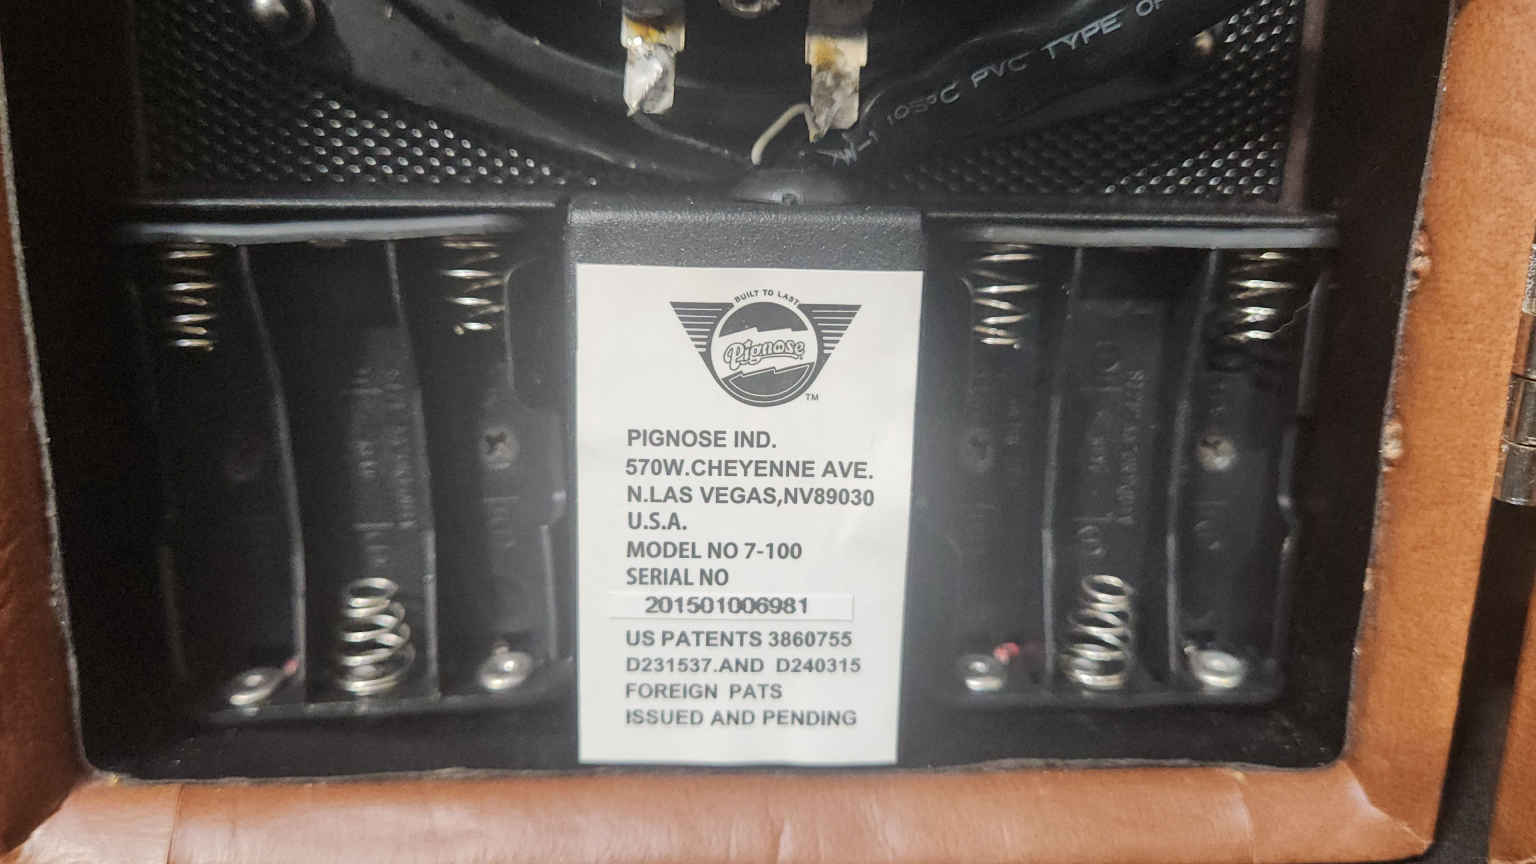 W-1 105°C PVC TYPE
BUILT TO LAST
Pignose
TM
PIGNOSE IND.
570W.CHEYENNE AVE.
N.LAS VEGAS,NV89030
U.S.A.
MODEL NO 7-100
SERIAL NO
201501006981
US PATENTS 3860755
D231537.AND D240315
FOREIGN PATS
ISSUED AND PENDING